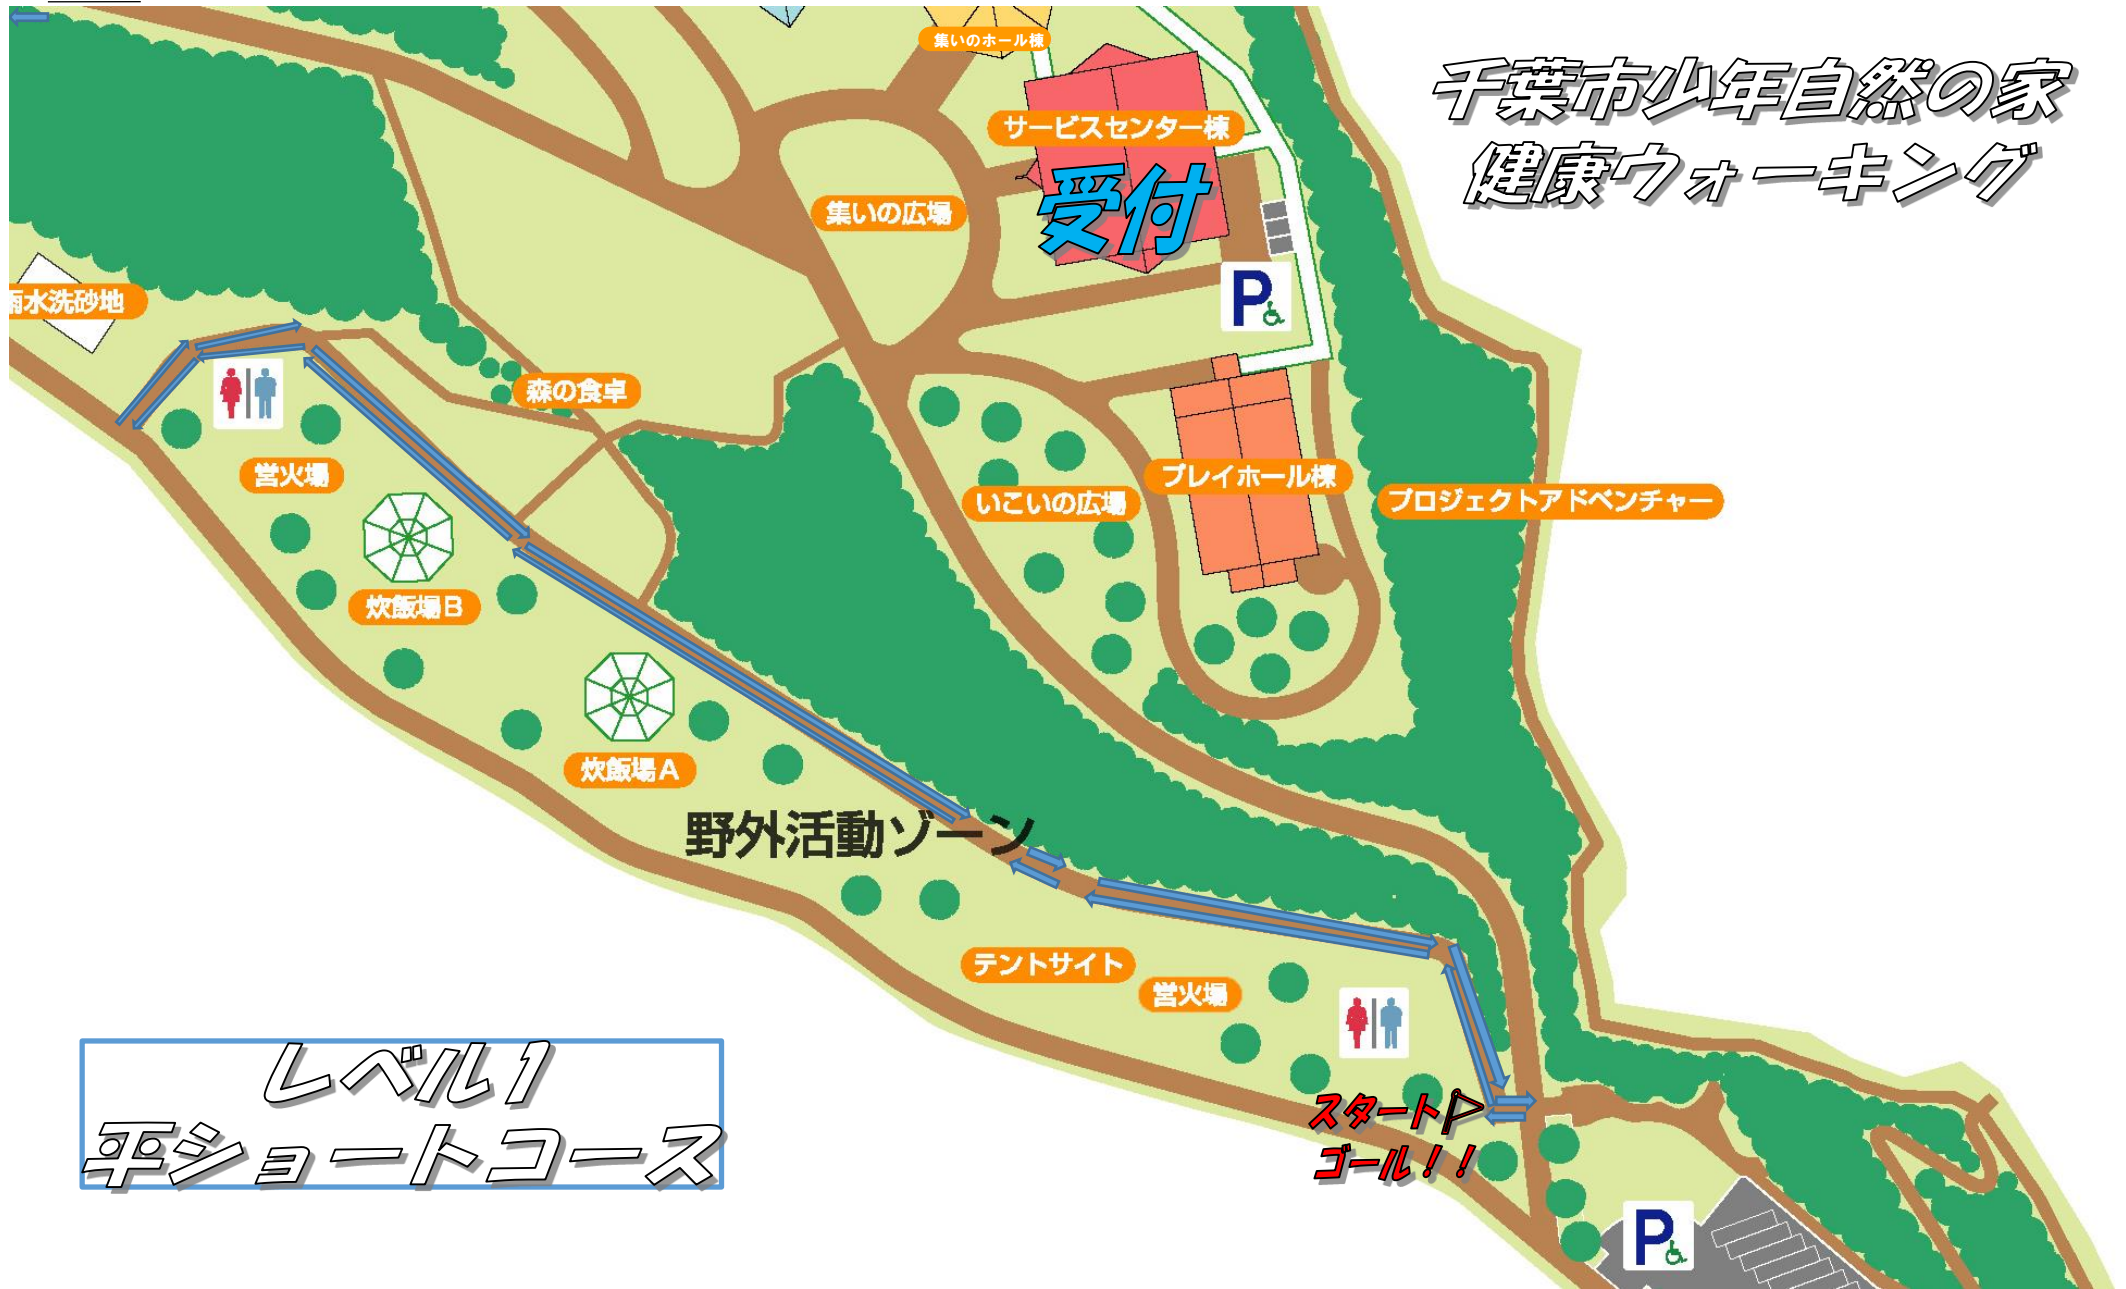 集いのホール棟
千葉市少年自然の家
健康ウォーキング
サービスセンター棟
受付
集いの広場
P
雨水洗砂地
森の食卓
営火場
いこいの広場
プレイホール棟
プロジェクトアドベンチャー
炊飯場B
炊飯場A
野外活動ゾーン
テントサイト
営火場
レベル1
平ショートコース
スタート
ゴール!!
P